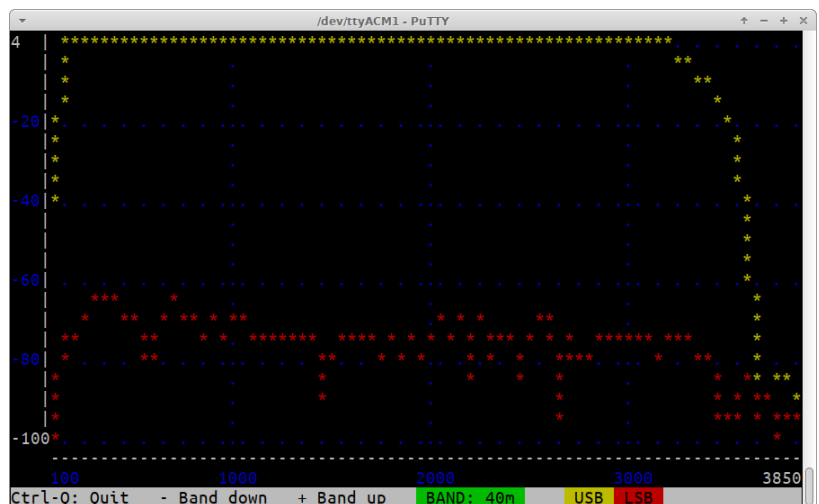 /dev/ttyACM1 - PuTTY
4
-20
-40
-60
-80
-100
100 1000 2000 3000 3850
Ctrl-Q: Quit - Band down + Band up BAND: 40m USB LSB